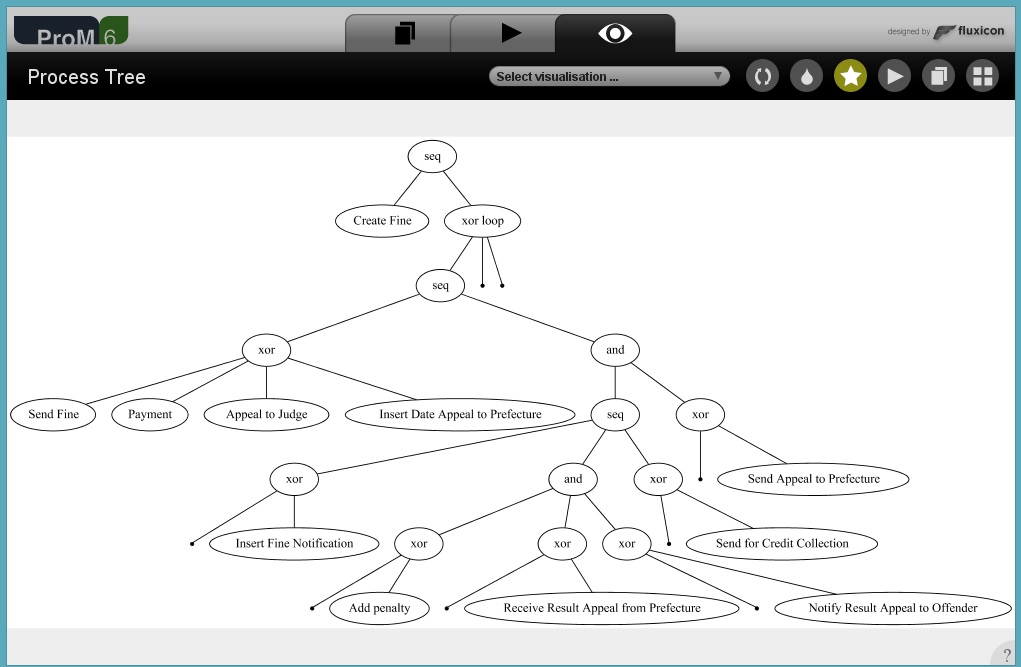 ProM 6
designed by fluxicon
Process Tree
Select visualisation ...
seq
Create Fine
xor loop
seq
xor
and
Send Fine
Payment
Appeal to Judge
Insert Date Appeal to Prefecture
seq
xor
xor
and
xor
Send Appeal to Prefecture
Insert Fine Notification
xor
xor
xor
Send for Credit Collection
Add penalty
Receive Result Appeal from Prefecture
Notify Result Appeal to Offender
?